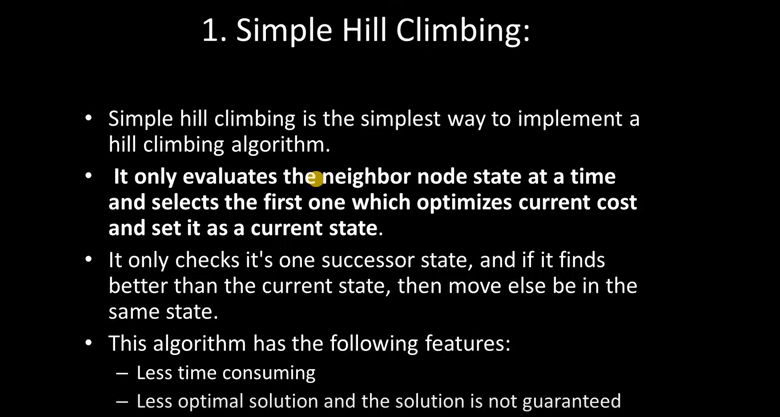 1. Simple Hill Climbing:
• Simple hill climbing is the simplest way to implement a
hill climbing algorithm.
• It only evaluates the neighbor node state at a time
and selects the first one which optimizes current cost
and set it as a current state.
• It only checks it's one successor state, and if it finds
better than the current state, then move else be in the
same state.
• This algorithm has the following features:
– Less time consuming
– Less optimal solution and the solution is not guaranteed